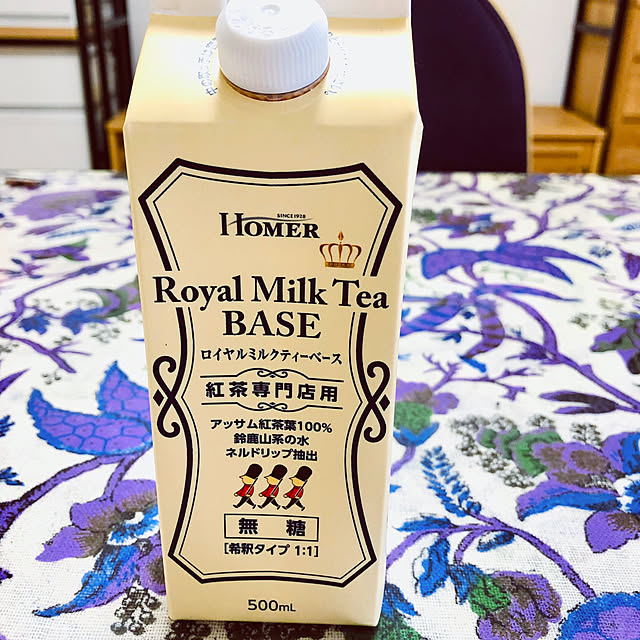 SINCE 1928
HOMER
Royal Milk Tea
BASE
ロイヤルミルクティーベース
紅茶専門店用
アッサム紅茶葉100%
鈴鹿山系の水
ネルドリップ抽出
無糖
[希釈タイプ 1:1]
500mL